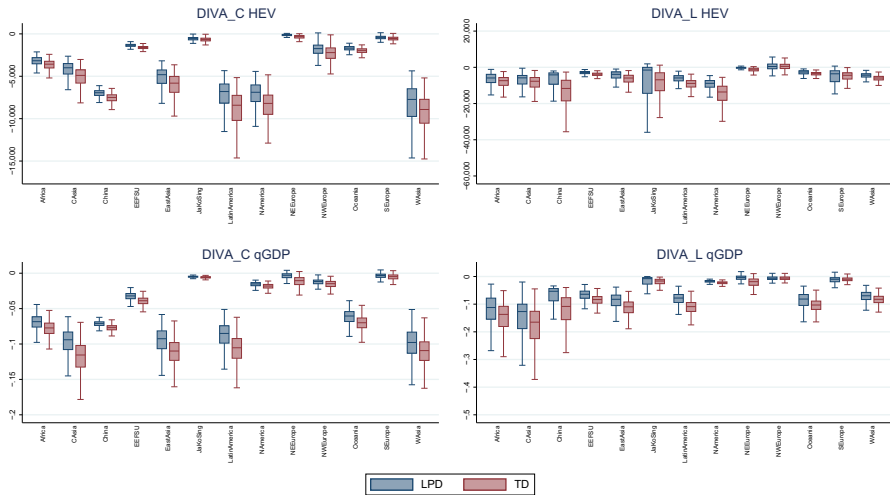 DIVA_C HEV
0
-5,000
-10,000
-15,000
Africa
CAsia
China
EEFSU
EastAsia
JaKoSing
LatinAmerica
NAmerica
NEEurope
NWEurope
Oceania
SEurope
WAsia
DIVA_L HEV
20,000
0
-20,000
-40,000
-60,000
Africa
CAsia
China
EEFSU
EastAsia
JaKoSing
LatinAmerica
NAmerica
NEEurope
NWEurope
Oceania
SEurope
WAsia
DIVA_C qGDP
0
-.05
-.1
-.15
-.2
Africa
CAsia
China
EEFSU
EastAsia
JaKoSing
LatinAmerica
NAmerica
NEEurope
NWEurope
Oceania
SEurope
WAsia
DIVA_L qGDP
0
-.1
-.2
-.3
-.4
-.5
Africa
CAsia
China
EEFSU
EastAsia
JaKoSing
LatinAmerica
NAmerica
NEEurope
NWEurope
Oceania
SEurope
WAsia
LPD TD